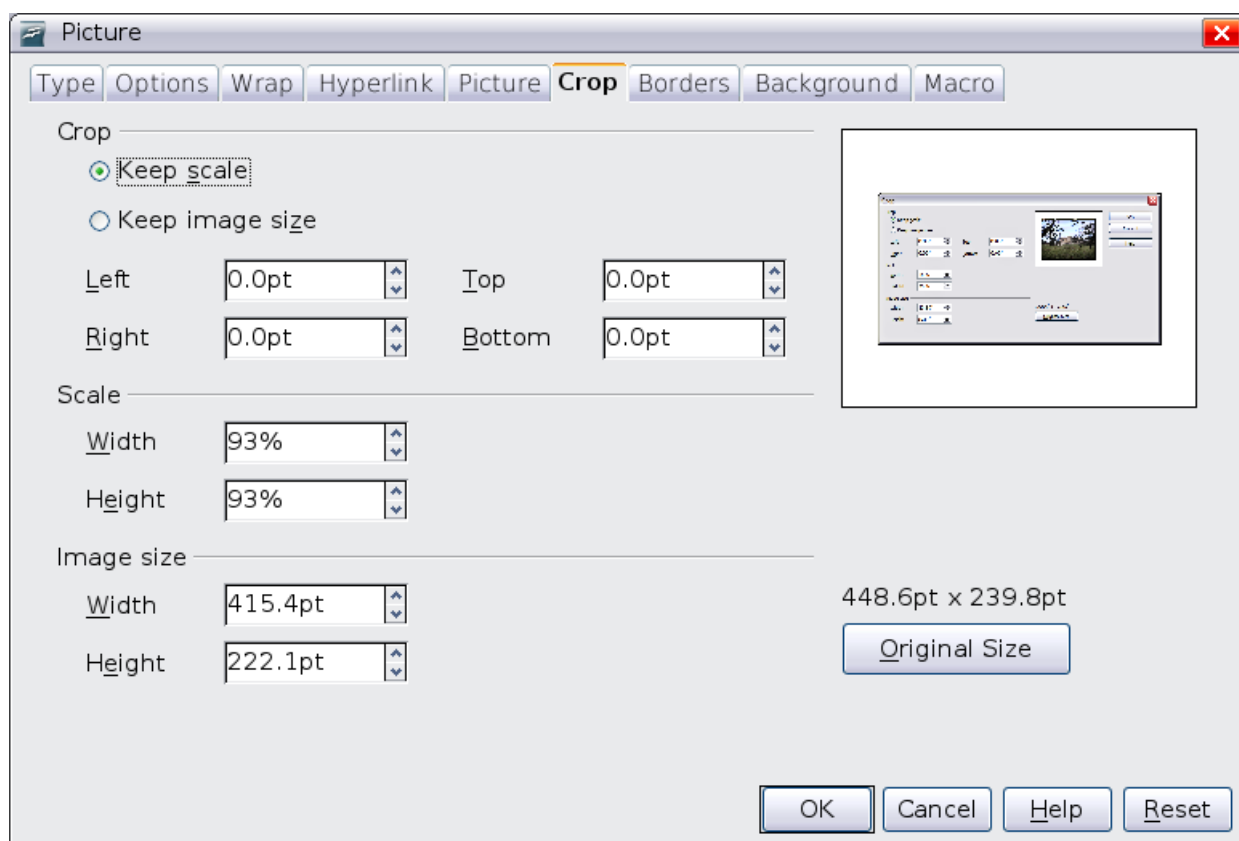 Picture
Type Options Wrap Hyperlink Picture Crop Borders Background Macro
Crop
Keep scale
Keep image size
Left 0.0pt Top 0.0pt
Right 0.0pt Bottom 0.0pt
Scale
Width 93%
Height 93%
Image size
Width 415.4pt
448.6pt x 239.8pt
Height 222.1pt
Original Size
OK Cancel Help Reset